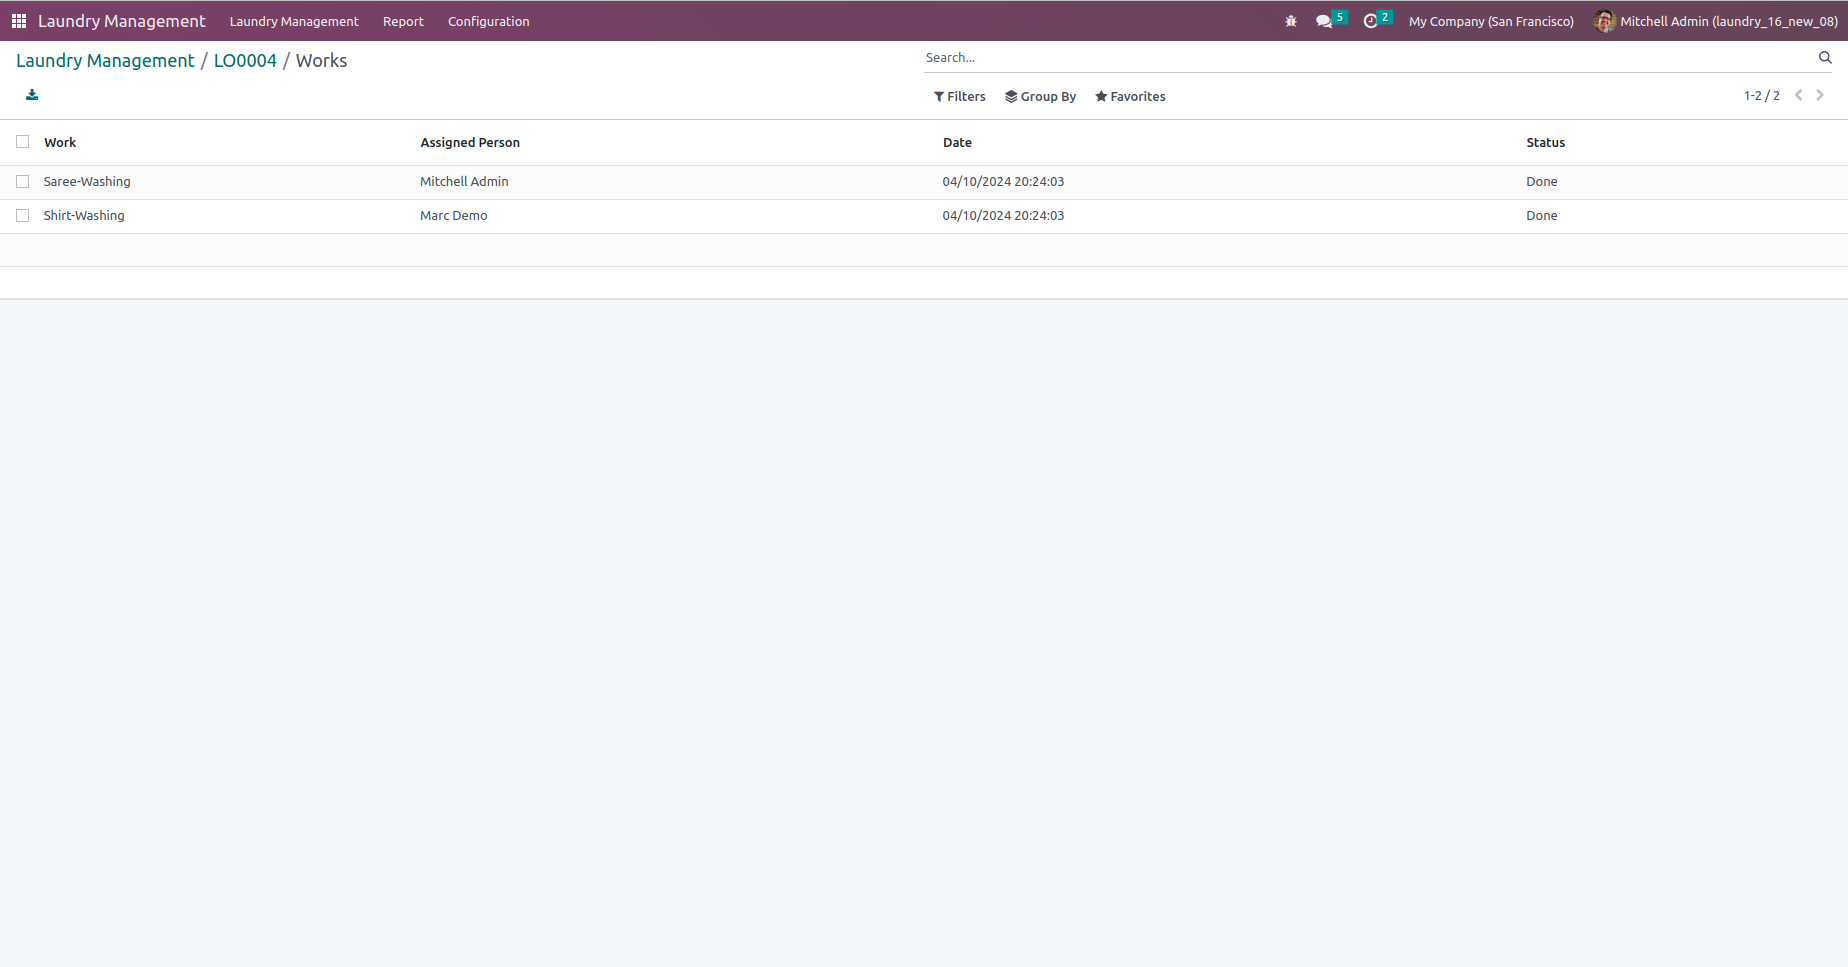 Laundry Management Laundry Management Report Configuration 5 2 My Company (San Francisco) Mitchell Admin (laundry_16_new_08)
Laundry Management / LO0004 / Works Search...
Filters Group By Favorites 1-2 / 2
Work Assigned Person Date Status
Saree-Washing Mitchell Admin 04/10/2024 20:24:03 Done
Shirt-Washing Marc Demo 04/10/2024 20:24:03 Done